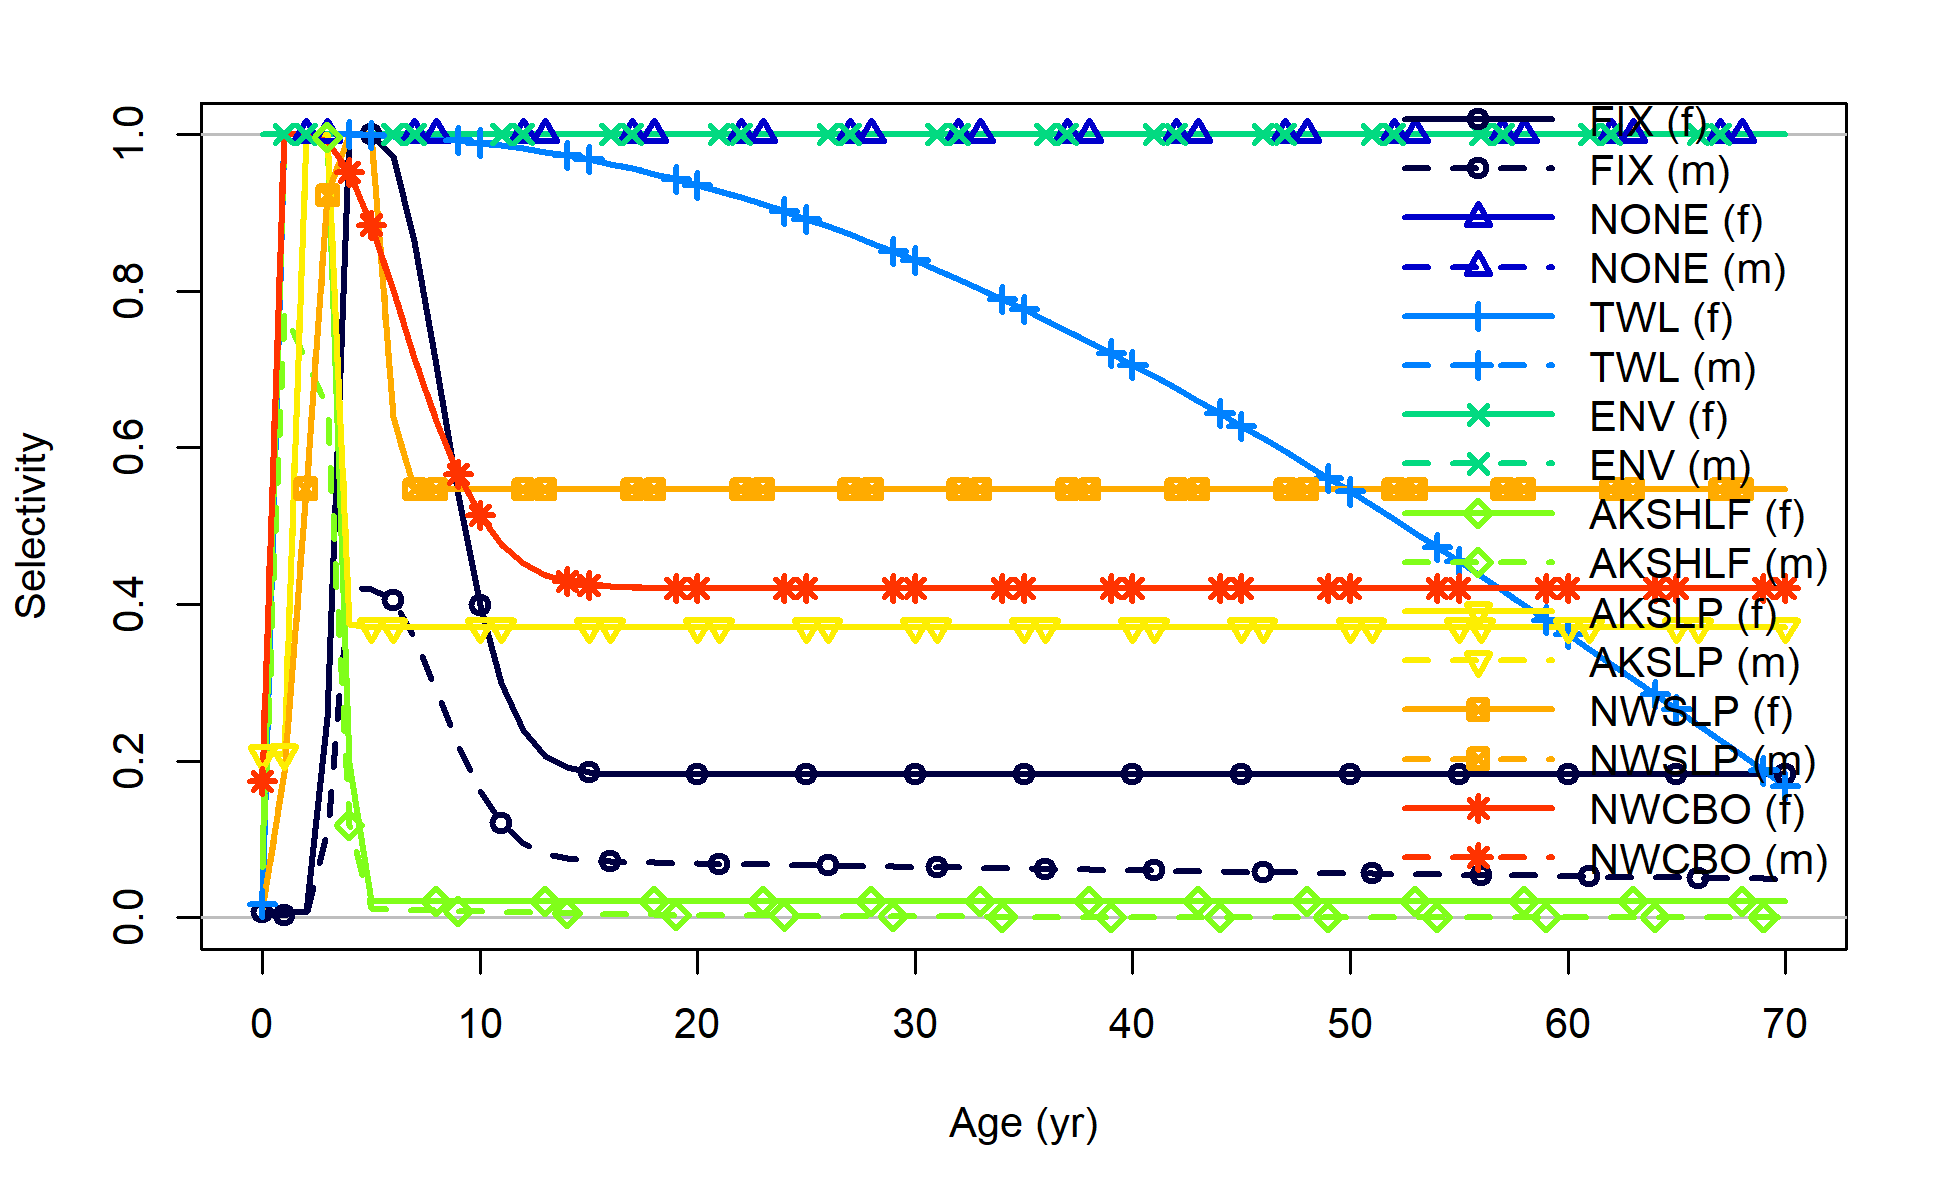 1.0
0.8
0.6
0.4
0.2
0.0
Selectivity
0 10 20 30 40 50 60 70
Age (yr)
FIX (f)
FIX (m)
NONE (f)
NONE (m)
TWL (f)
TWL (m)
ENV (f)
ENV (m)
AKSHLF (f)
AKSHLF (m)
AKSLP (f)
AKSLP (m)
NWSLP (f)
NWSLP (m)
NWCBO (f)
NWCBO (m)